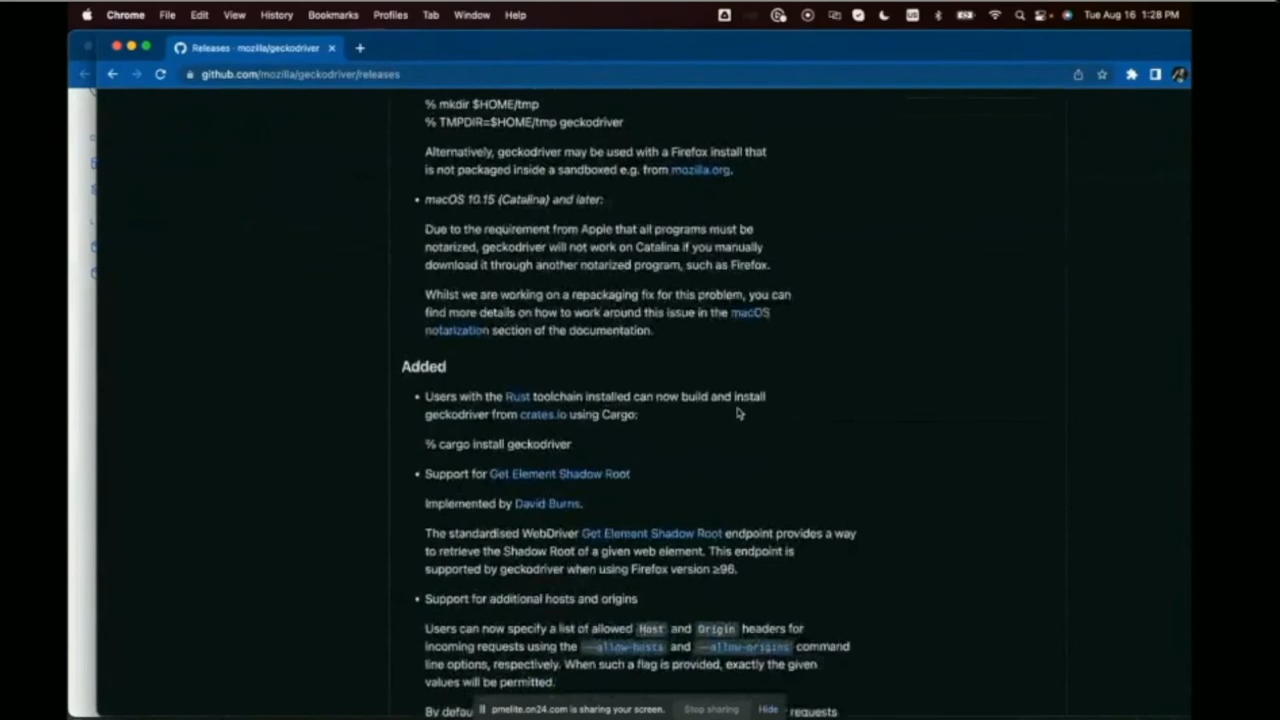 Chrome File Edit View History Bookmarks Profiles Tab Window Help Tue Aug 16 1:28 PM
Releases · mozilla/geckodriver
github.com/mozilla/geckodriver/releases
% mkdir $HOME/tmp
% TMPDIR=$HOME/tmp geckodriver
Alternatively, geckodriver may be used with a Firefox install that
is not packaged inside a sandboxed e.g. from mozilla.org.
• macOS 10.15 (Catalina) and later:
Due to the requirement from Apple that all programs must be
notarized, geckodriver will not work on Catalina if you manually
download it through another notarized program, such as Firefox.
Whilst we are working on a repackaging fix for this problem, you can
find more details on how to work around this issue in the macOS
notarization section of the documentation.
Added
• Users with the Rust toolchain installed can now build and install
geckodriver from crates.io using Cargo:
% cargo install geckodriver
• Support for Get Element Shadow Root
Implemented by David Burns.
The standardised WebDriver Get Element Shadow Root endpoint provides a way
to retrieve the Shadow Root of a given web element. This endpoint is
supported by geckodriver when using Firefox version ≥96.
• Support for additional hosts and origins
Users can now specify a list of allowed Host and Origin headers for
incoming requests using the --allow-hosts and --allow-origins command
line options, respectively. When such a flag is provided, exactly the given
values will be permitted.
By defau requests
pmelite.on24.com is sharing your screen. Stop sharing Hide